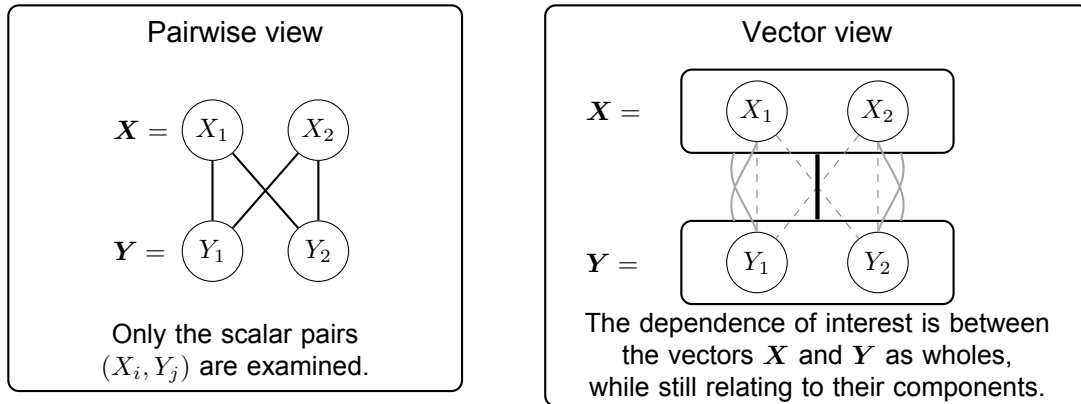 Pairwise view
X = X₁ X₂
Y = Y₁ Y₂
Only the scalar pairs
(Xᵢ, Yⱼ) are examined.
Vector view
X = X₁ X₂
Y = Y₁ Y₂
The dependence of interest is between
the vectors X and Y as wholes,
while still relating to their components.